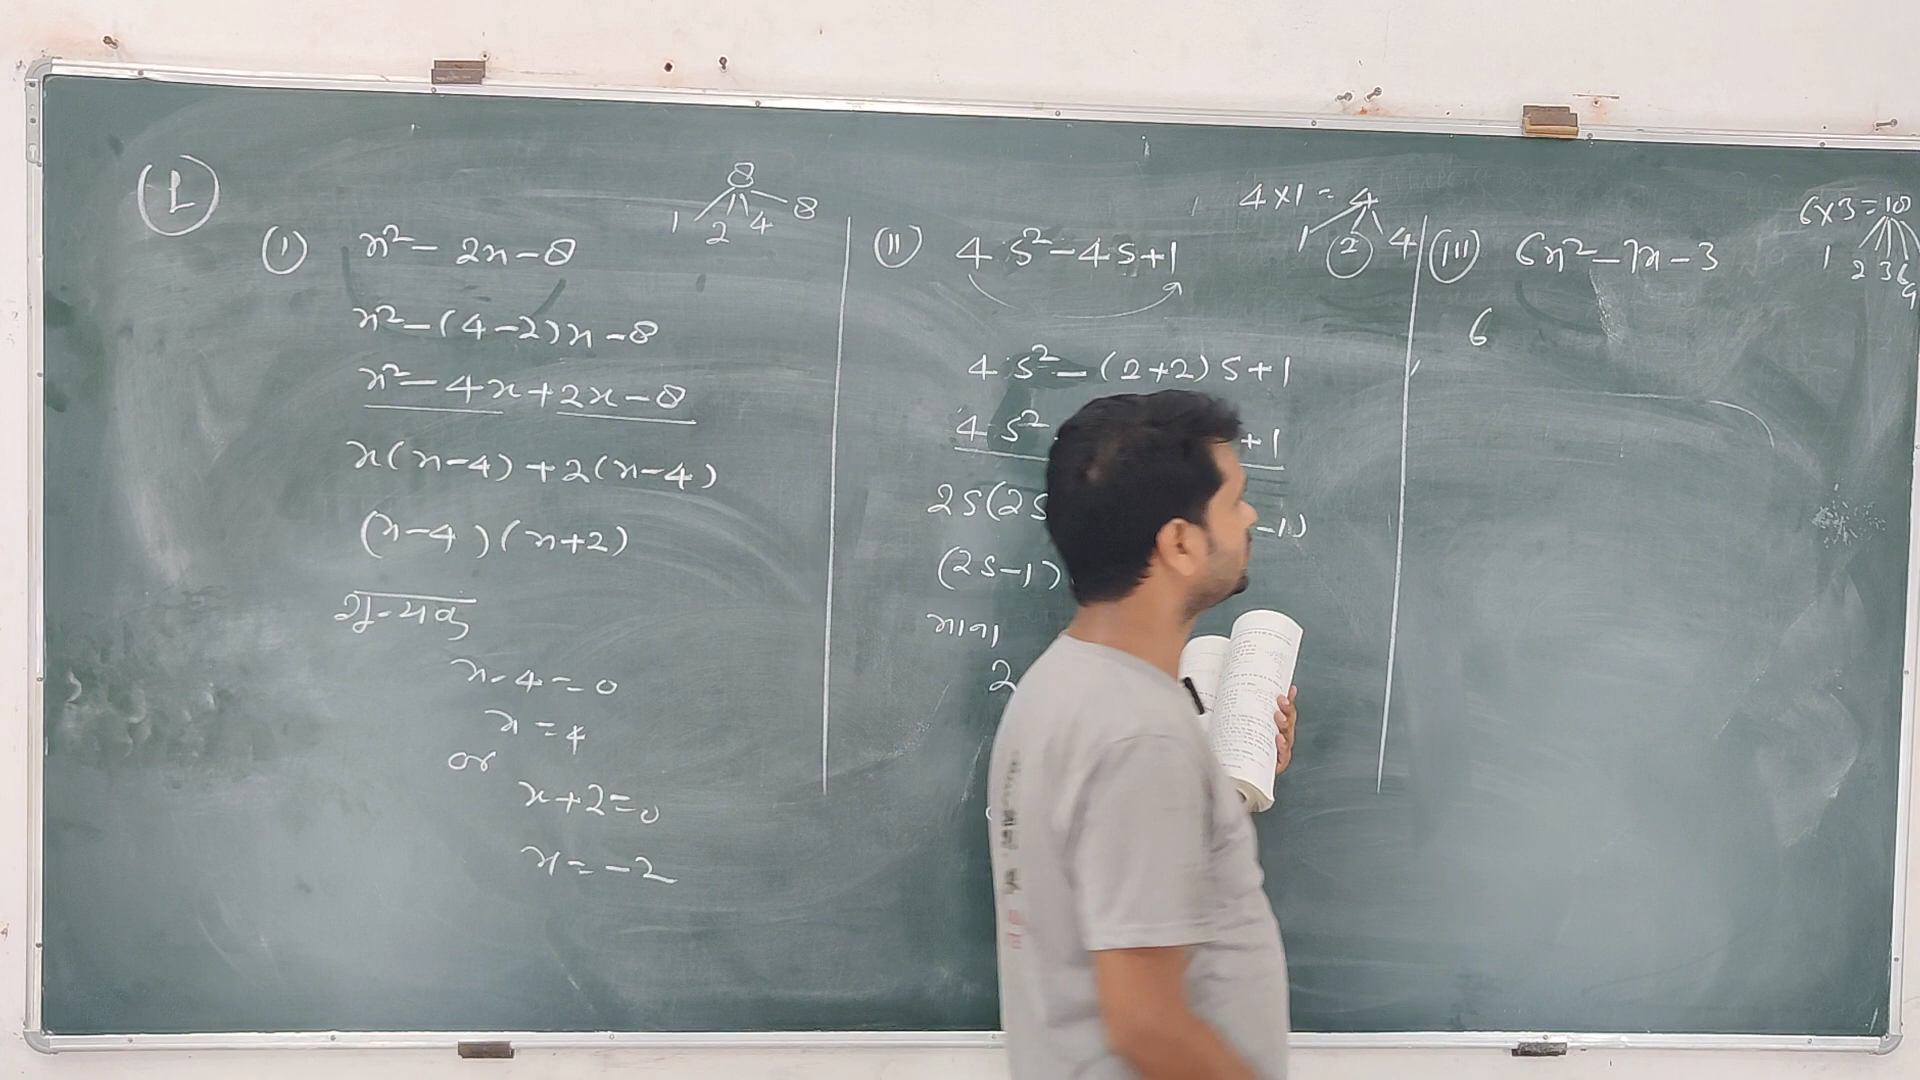 1
8
1 2 4 8
(I) x² - 2x - 8
x² - (4 - 2)x - 8
x² - 4x + 2x - 8
x(x - 4) + 2(x - 4)
(x - 4)(x + 2)
शून्यक
x - 4 = 0
x = 4
or
x + 2 = 0
x = -2
4 × 1 = 4
1 2 4
(II) 4s² - 4s + 1
4s² - (2 + 2)s + 1
4s² + 1
2s(2s -1)
(2s - 1)
माना
2
6 × 3 = 18
1 2 3 6 9
(III) 6x² - 7x - 3
6